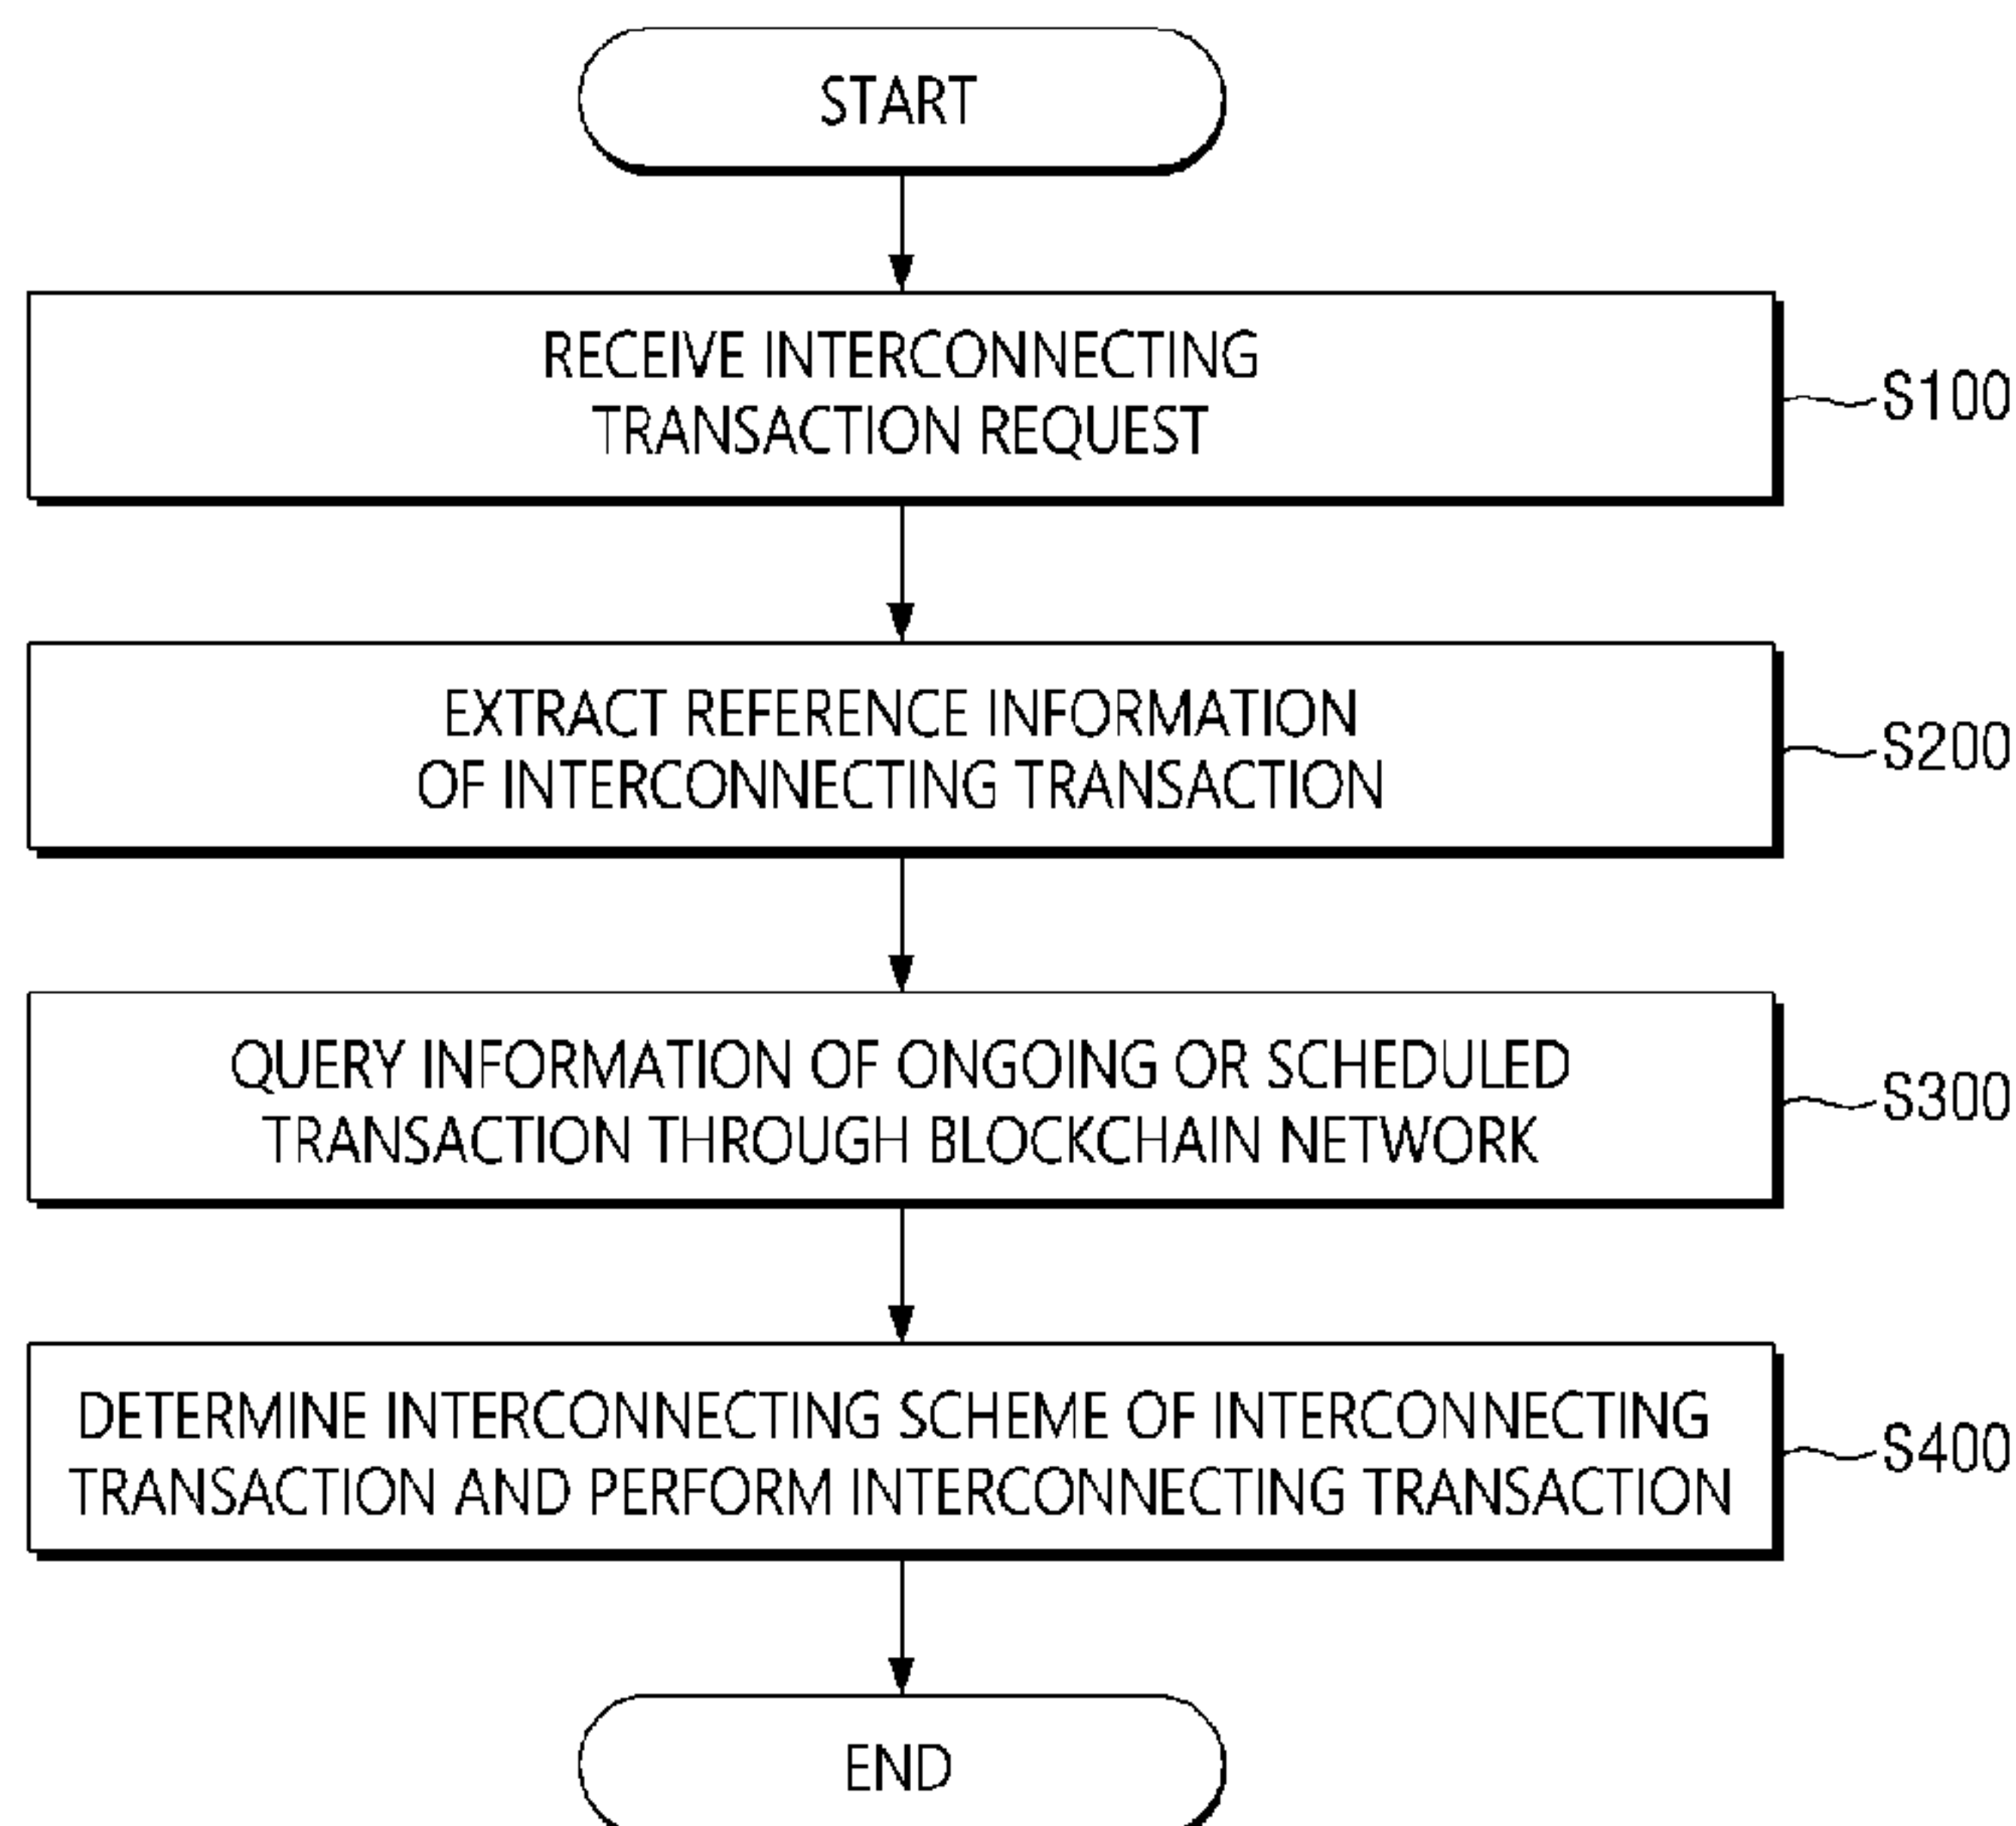 START
RECEIVE INTERCONNECTING
TRANSACTION REQUEST
S100
EXTRACT REFERENCE INFORMATION
OF INTERCONNECTING TRANSACTION
S200
QUERY INFORMATION OF ONGOING OR SCHEDULED
TRANSACTION THROUGH BLOCKCHAIN NETWORK
S300
DETERMINE INTERCONNECTING SCHEME OF INTERCONNECTING
TRANSACTION AND PERFORM INTERCONNECTING TRANSACTION
S400
END